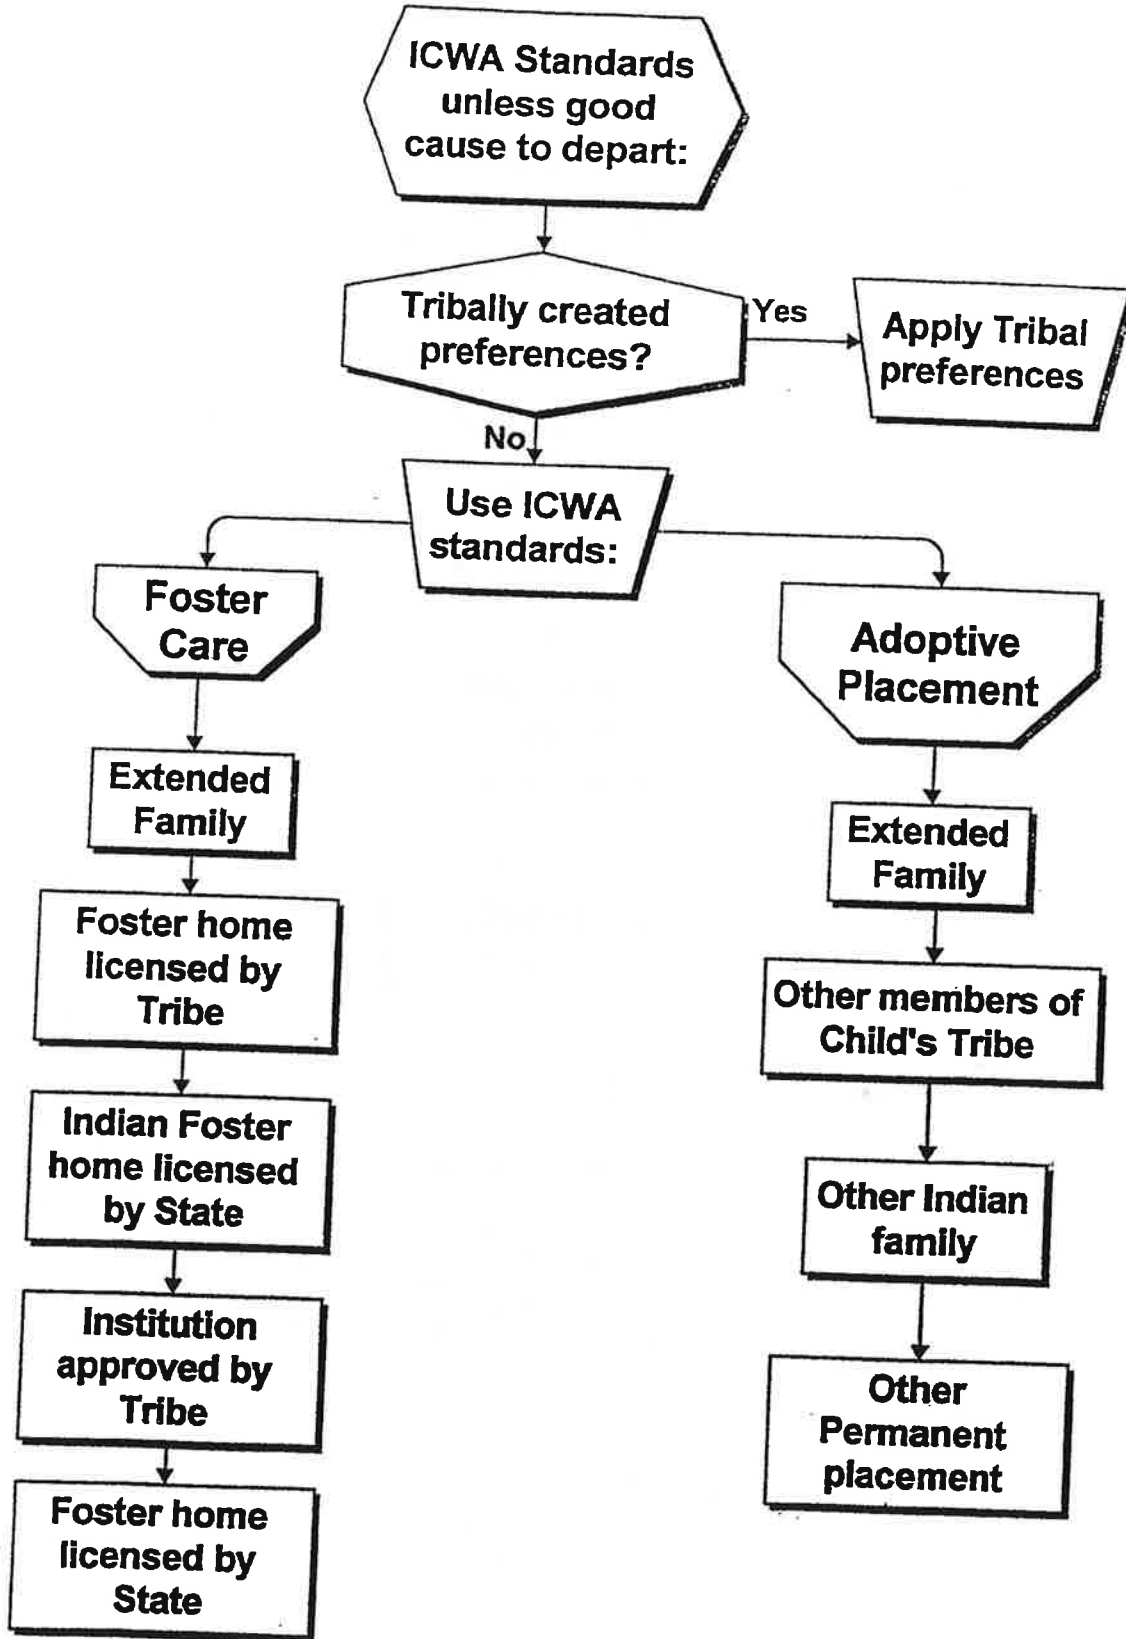 ICWA Standards
unless good
cause to depart:
Tribally created
preferences?
Yes
Apply Tribal
preferences
No
Use ICWA
standards:
Foster
Care
Extended
Family
Foster home
licensed by
Tribe
Indian Foster
home licensed
by State
Institution
approved by
Tribe
Foster home
licensed by
State
Adoptive
Placement
Extended
Family
Other members of
Child's Tribe
Other Indian
family
Other
Permanent
placement